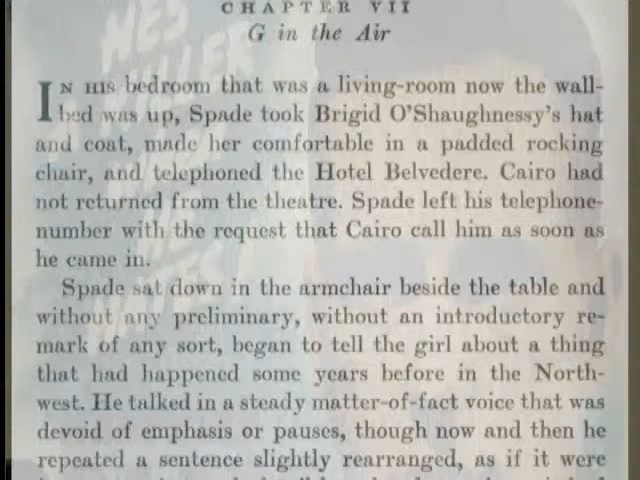 CHAPTER VII
G in the Air
IN HIS bedroom that was a living-room now the wall-
bed was up, Spade took Brigid O'Shaughnessy's hat
and coat, made her comfortable in a padded rocking
chair, and telephoned the Hotel Belvedere. Cairo had
not returned from the theatre. Spade left his telephone-
number with the request that Cairo call him as soon as
he came in.
Spade sat down in the armchair beside the table and
without any preliminary, without an introductory re-
mark of any sort, began to tell the girl about a thing
that had happened some years before in the North-
west. He talked in a steady matter-of-fact voice that was
devoid of emphasis or pauses, though now and then he
repeated a sentence slightly rearranged, as if it were